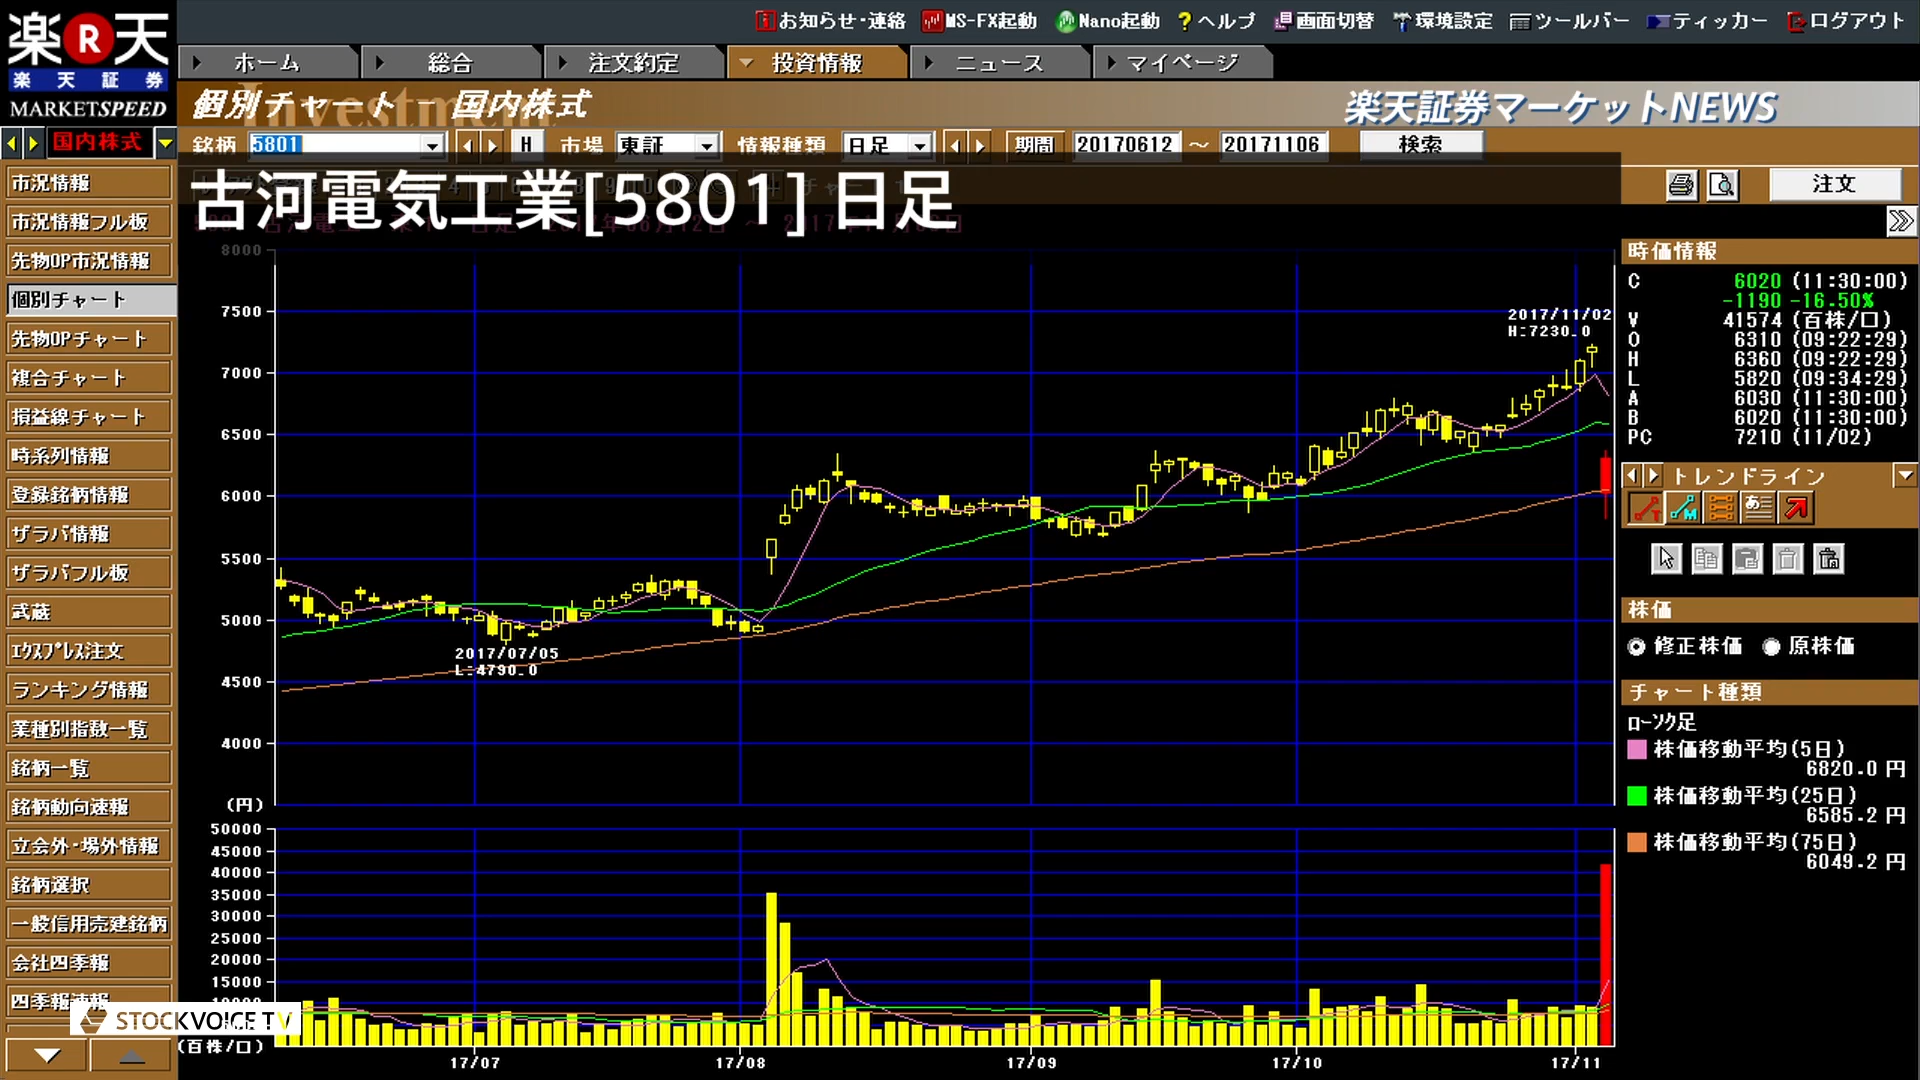 楽R天
楽天証券
MARKETSPEED
お知らせ・連絡 MS-FX起動 Nano起動 ? ヘルプ 画面切替 環境設定 ツールバー ティッカー ログアウト
ホーム 総合 注文約定 投資情報 ニュース マイページ
個別チャート - 国内株式
楽天証券マーケットNEWS
国内株式
銘柄 5801 H 市場 東証 情報種類 日足 期間 20170612 ～ 20171106 検索
古河電気工業[5801] 日足
注文
市況情報
市況情報フル板
先物OP市況情報
個別チャート
先物OPチャート
複合チャート
損益線チャート
時系列情報
登録銘柄情報
ザラバ情報
ザラバフル板
武蔵
エクスプレス注文
ランキング情報
業種別指数一覧
銘柄一覧
銘柄動向速報
立会外・場外情報
銘柄選択
一般信用売建銘柄
会社四季報
四季報速報
STOCKVOICE TV
8000
7500
7000
6500
6000
5500
5000
4500
4000
(円)
2017/11/02
H:7230.0
2017/07/05
L:4790.0
50000
45000
40000
35000
30000
25000
20000
15000
10000
(百株/口)
17/07 17/08 17/09 17/10 17/11
時価情報
C 6020 (11:30:00)
-1190 -16.50%
V 41574 (百株/口)
O 6310 (09:22:29)
H 6360 (09:22:29)
L 5820 (09:34:29)
A 6030 (11:30:00)
B 6020 (11:30:00)
PC 7210 (11/02)
トレンドライン
株価
修正株価 原株価
チャート種類
ローソク足
株価移動平均(5日)
6820.0 円
株価移動平均(25日)
6585.2 円
株価移動平均(75日)
6049.2 円